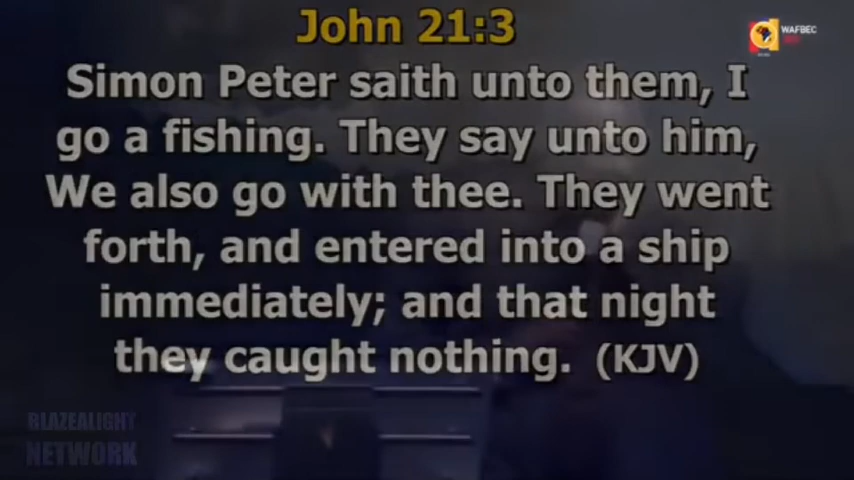 John 21:3
WAFBEC
Simon Peter saith unto them, I
go a fishing. They say unto him,
We also go with thee. They went
forth, and entered into a ship
immediately; and that night
they caught nothing. (KJV)
BLAZEALIGHT
NETWORK